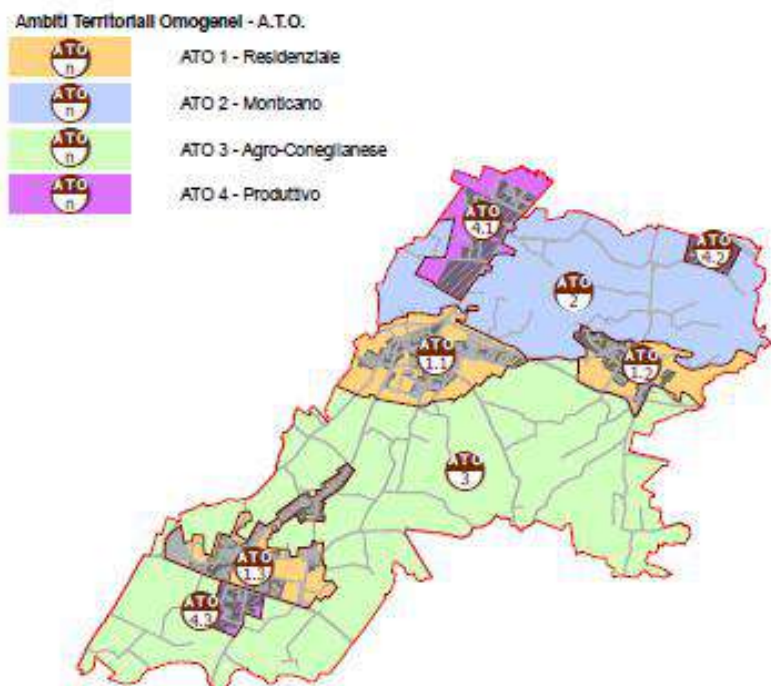 Ambiti Territoriali Omogenei - A.T.O.
ATO
n
ATO 1 - Residenziale
ATO
n
ATO 2 - Monticano
ATO
n
ATO 3 - Agro-Coneglianese
ATO
n
ATO 4 - Produttivo
ATO
4.1
ATO
4.2
ATO
2
ATO
1.1
ATO
1.2
ATO
3
ATO
1.3
ATO
4.3